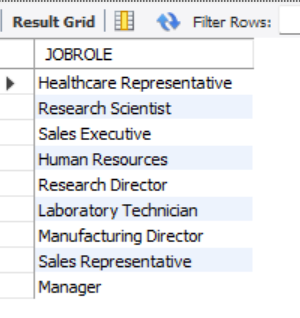 Result Grid Filter Rows:
JOBROLE
Healthcare Representative
Research Scientist
Sales Executive
Human Resources
Research Director
Laboratory Technician
Manufacturing Director
Sales Representative
Manager